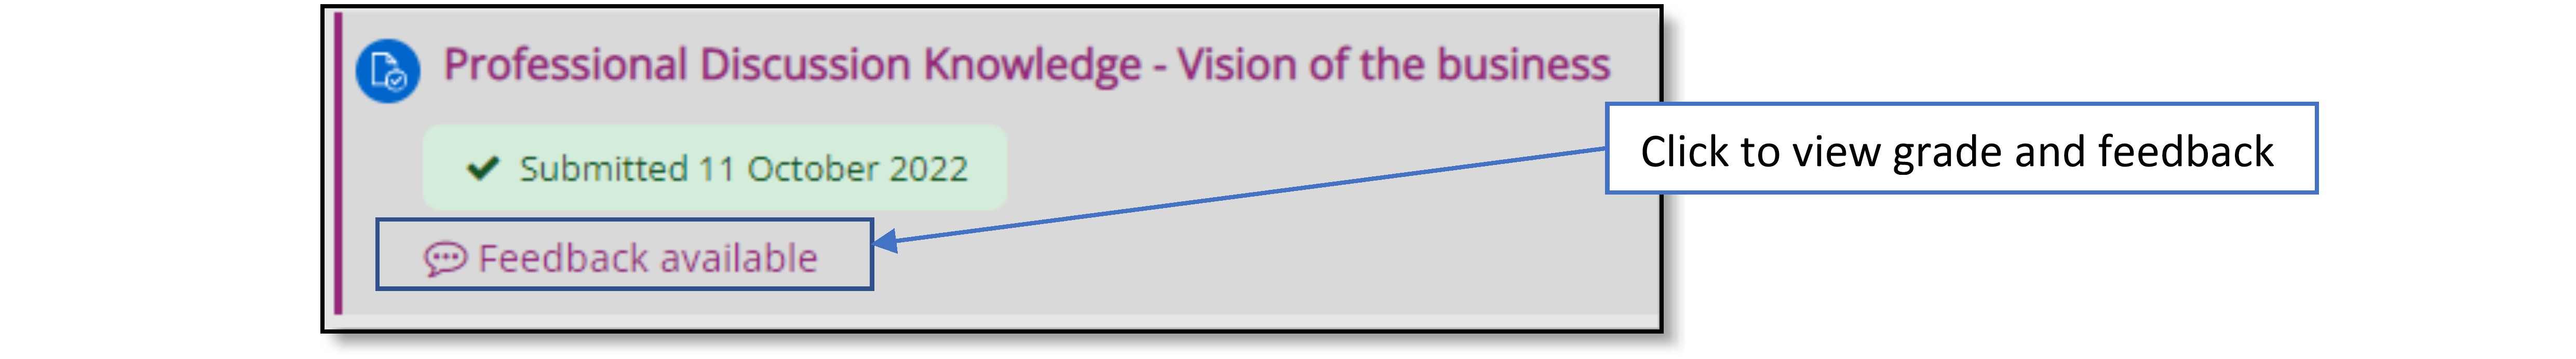 Professional Discussion Knowledge - Vision of the business
Submitted 11 October 2022
Feedback available
Click to view grade and feedback